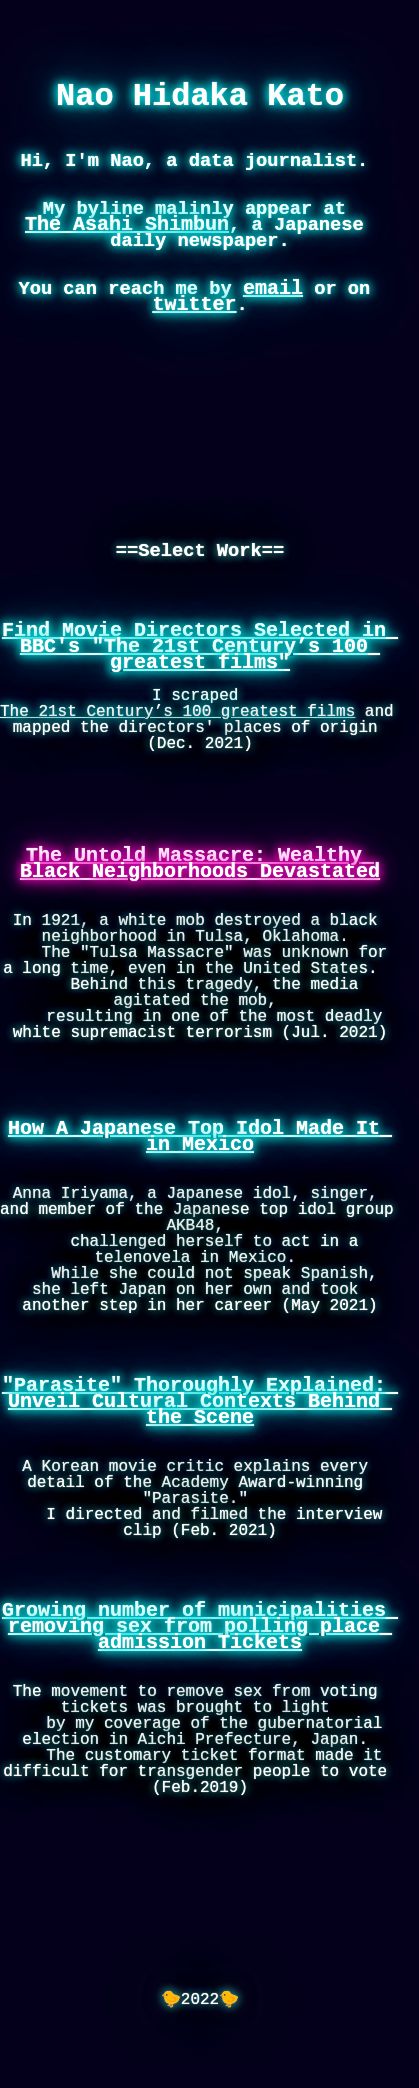 Nao Hidaka Kato
Hi, I'm Nao, a data journalist.
My byline malinly appear at
The Asahi Shimbun, a Japanese
daily newspaper.
You can reach me by email or on
twitter.
==Select Work==
Find Movie Directors Selected in
BBC's "The 21st Century’s 100
greatest films"
I scraped
The 21st Century’s 100 greatest films and
mapped the directors' places of origin
(Dec. 2021)
The Untold Massacre: Wealthy
Black Neighborhoods Devastated
In 1921, a white mob destroyed a black
neighborhood in Tulsa, Oklahoma.
The "Tulsa Massacre" was unknown for
a long time, even in the United States.
Behind this tragedy, the media
agitated the mob,
resulting in one of the most deadly
white supremacist terrorism (Jul. 2021)
How A Japanese Top Idol Made It
in Mexico
Anna Iriyama, a Japanese idol, singer,
and member of the Japanese top idol group
AKB48,
challenged herself to act in a
telenovela in Mexico.
While she could not speak Spanish,
she left Japan on her own and took
another step in her career (May 2021)
"Parasite" Thoroughly Explained:
Unveil Cultural Contexts Behind
the Scene
A Korean movie critic explains every
detail of the Academy Award-winning
"Parasite."
I directed and filmed the interview
clip (Feb. 2021)
Growing number of municipalities
removing sex from polling place
admission Tickets
The movement to remove sex from voting
tickets was brought to light
by my coverage of the gubernatorial
election in Aichi Prefecture, Japan.
The customary ticket format made it
difficult for transgender people to vote
(Feb.2019)
🐤2022🐤